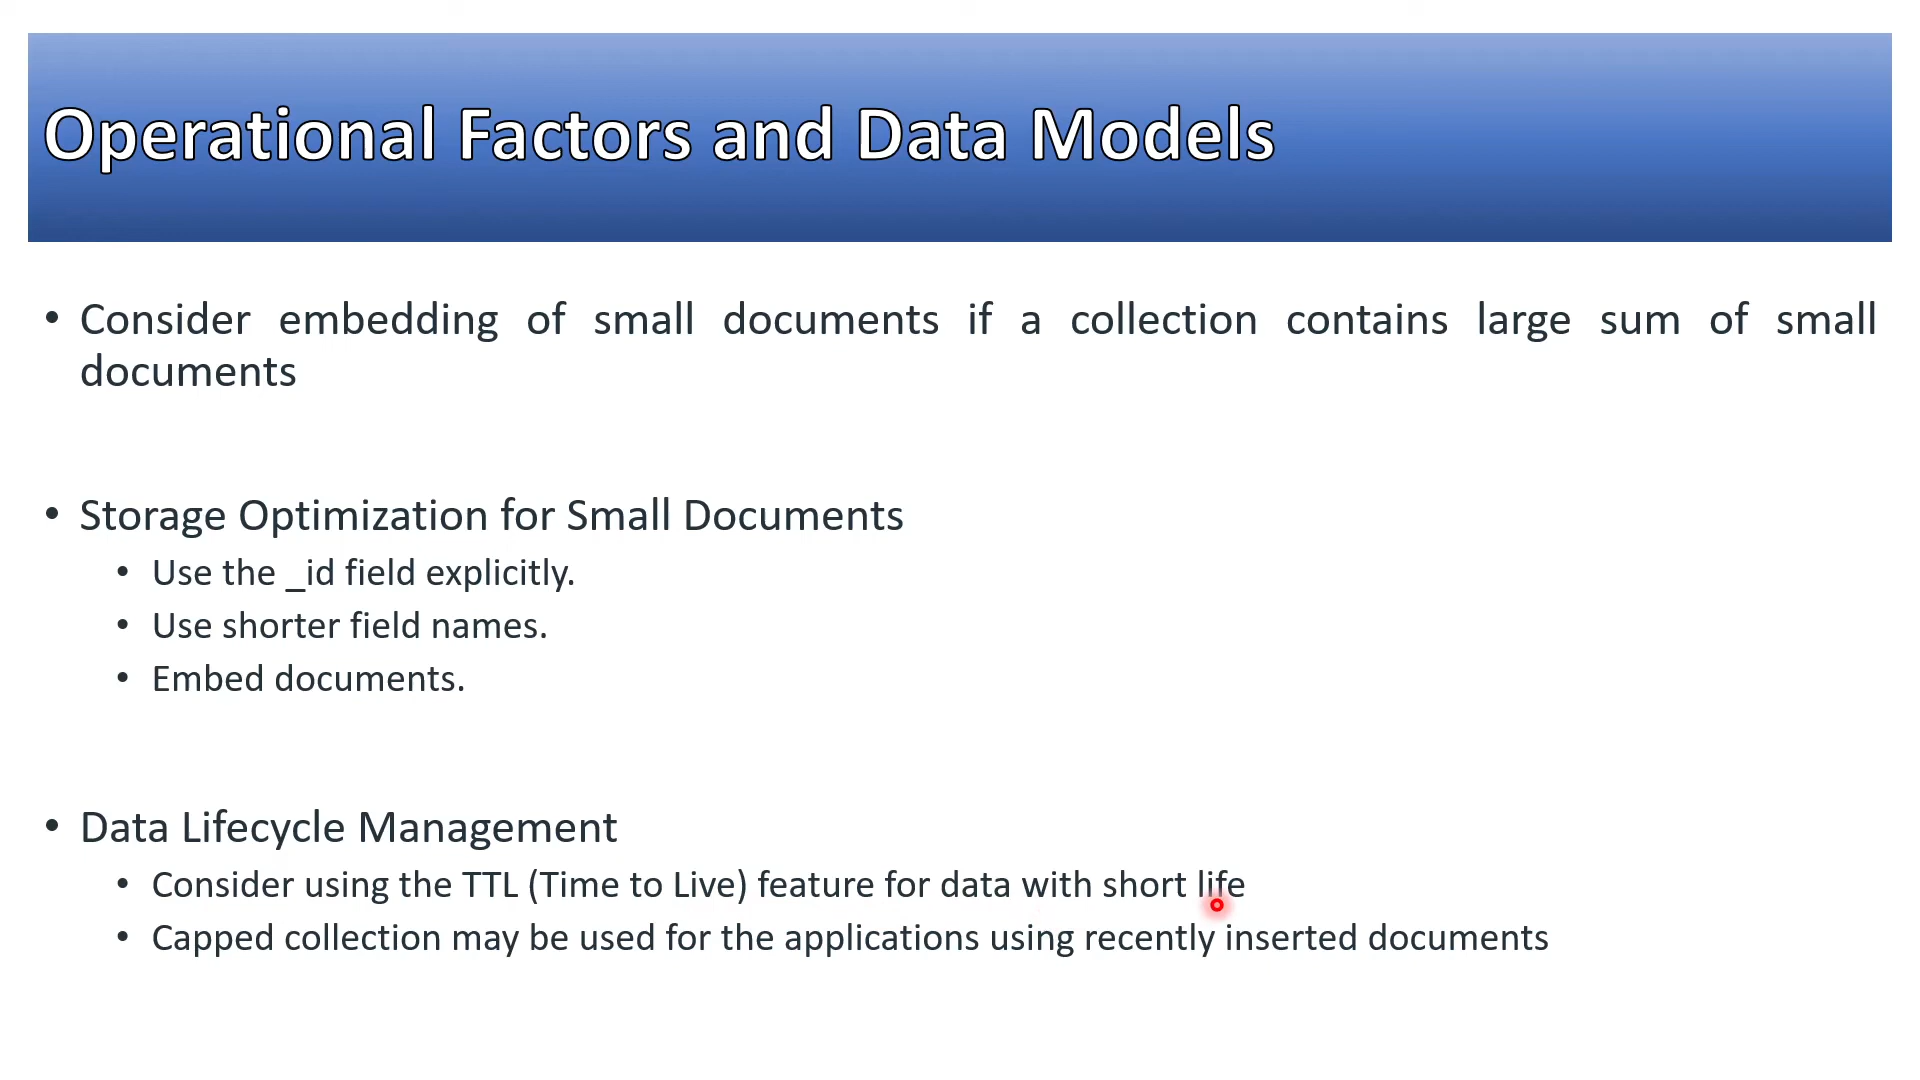 Operational Factors and Data Models
• Consider embedding of small documents if a collection contains large sum of small
documents
• Storage Optimization for Small Documents
• Use the _id field explicitly.
• Use shorter field names.
• Embed documents.
• Data Lifecycle Management
• Consider using the TTL (Time to Live) feature for data with short life
• Capped collection may be used for the applications using recently inserted documents